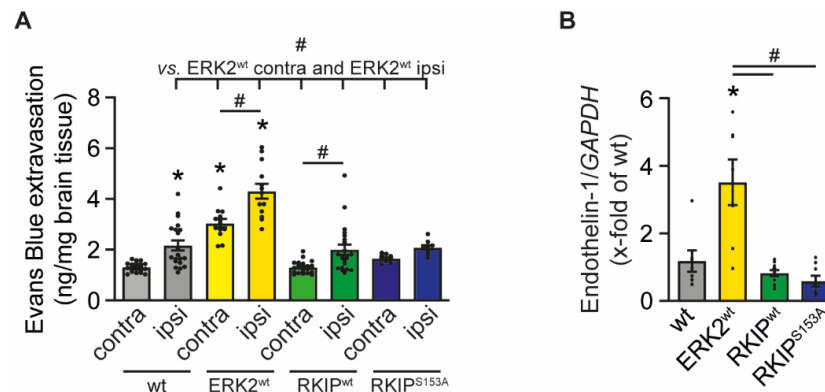 A
#
vs. ERK2ʷᵗ contra and ERK2ʷᵗ ipsi
Evans Blue extravasation
(ng/mg brain tissue)
8
6
4
2
0
*
*
#
*
#
contra
ipsi
contra
ipsi
contra
ipsi
contra
ipsi
wt
ERK2ʷᵗ
RKIPʷᵗ
RKIPˢ¹⁵³ᴬ
B
Endothelin-1/GAPDH
(x-fold of wt)
6
4
2
0
*
#
wt
ERK2ʷᵗ
RKIPʷᵗ
RKIPˢ¹⁵³ᴬ